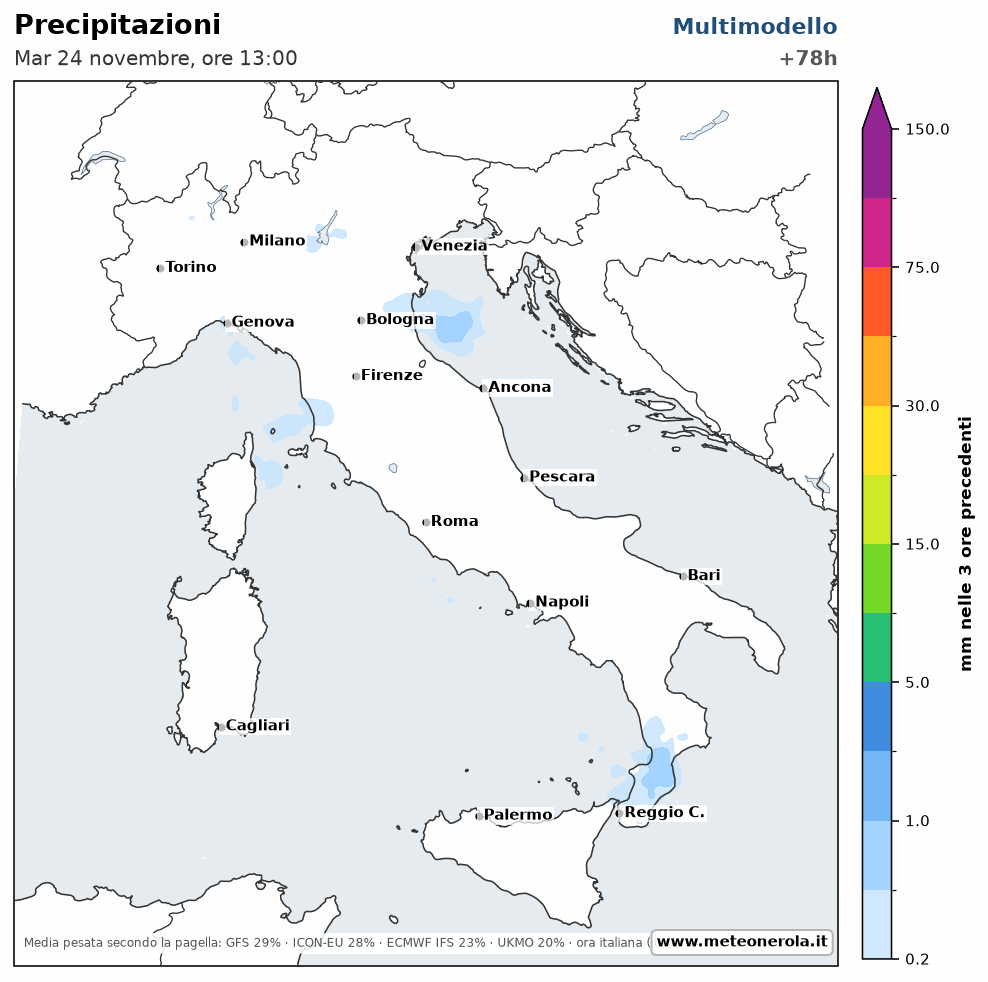 Precipitazioni
Multimodello
Mar 24 novembre, ore 13:00
+78h
150.0
75.0
30.0
15.0
5.0
1.0
0.2
mm nelle 3 ore precedenti
Milano
Venezia
Torino
Genova
Bologna
Firenze
Ancona
Pescara
Roma
Bari
Napoli
Cagliari
Palermo
Reggio C.
Media pesata secondo la pagella: GFS 29% · ICON-EU 28% · ECMWF IFS 23% · UKMO 20% · ora italiana (
www.meteonerola.it